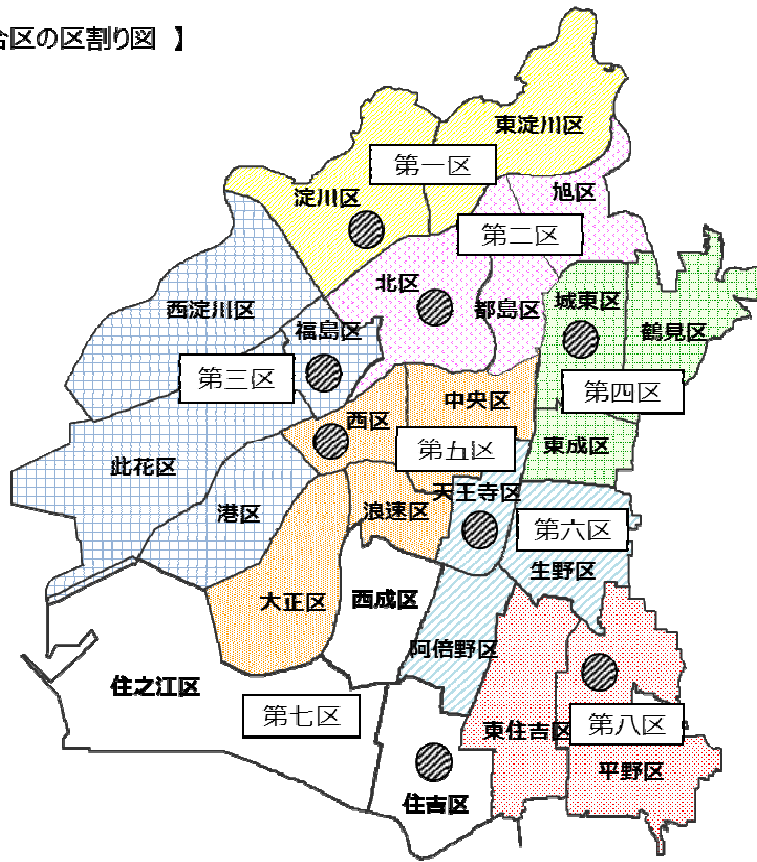 合区の区割り図 】
東淀川区
第一区
淀川区
旭区
第二区
北区
西淀川区
福島区
都島区
城東区
鶴見区
第三区
第四区
中央区
西区
第五区
東成区
此花区
天王寺区
港区
浪速区
第六区
生野区
大正区
西成区
阿倍野区
住之江区
第七区
東住吉区
第八区
平野区
住吉区